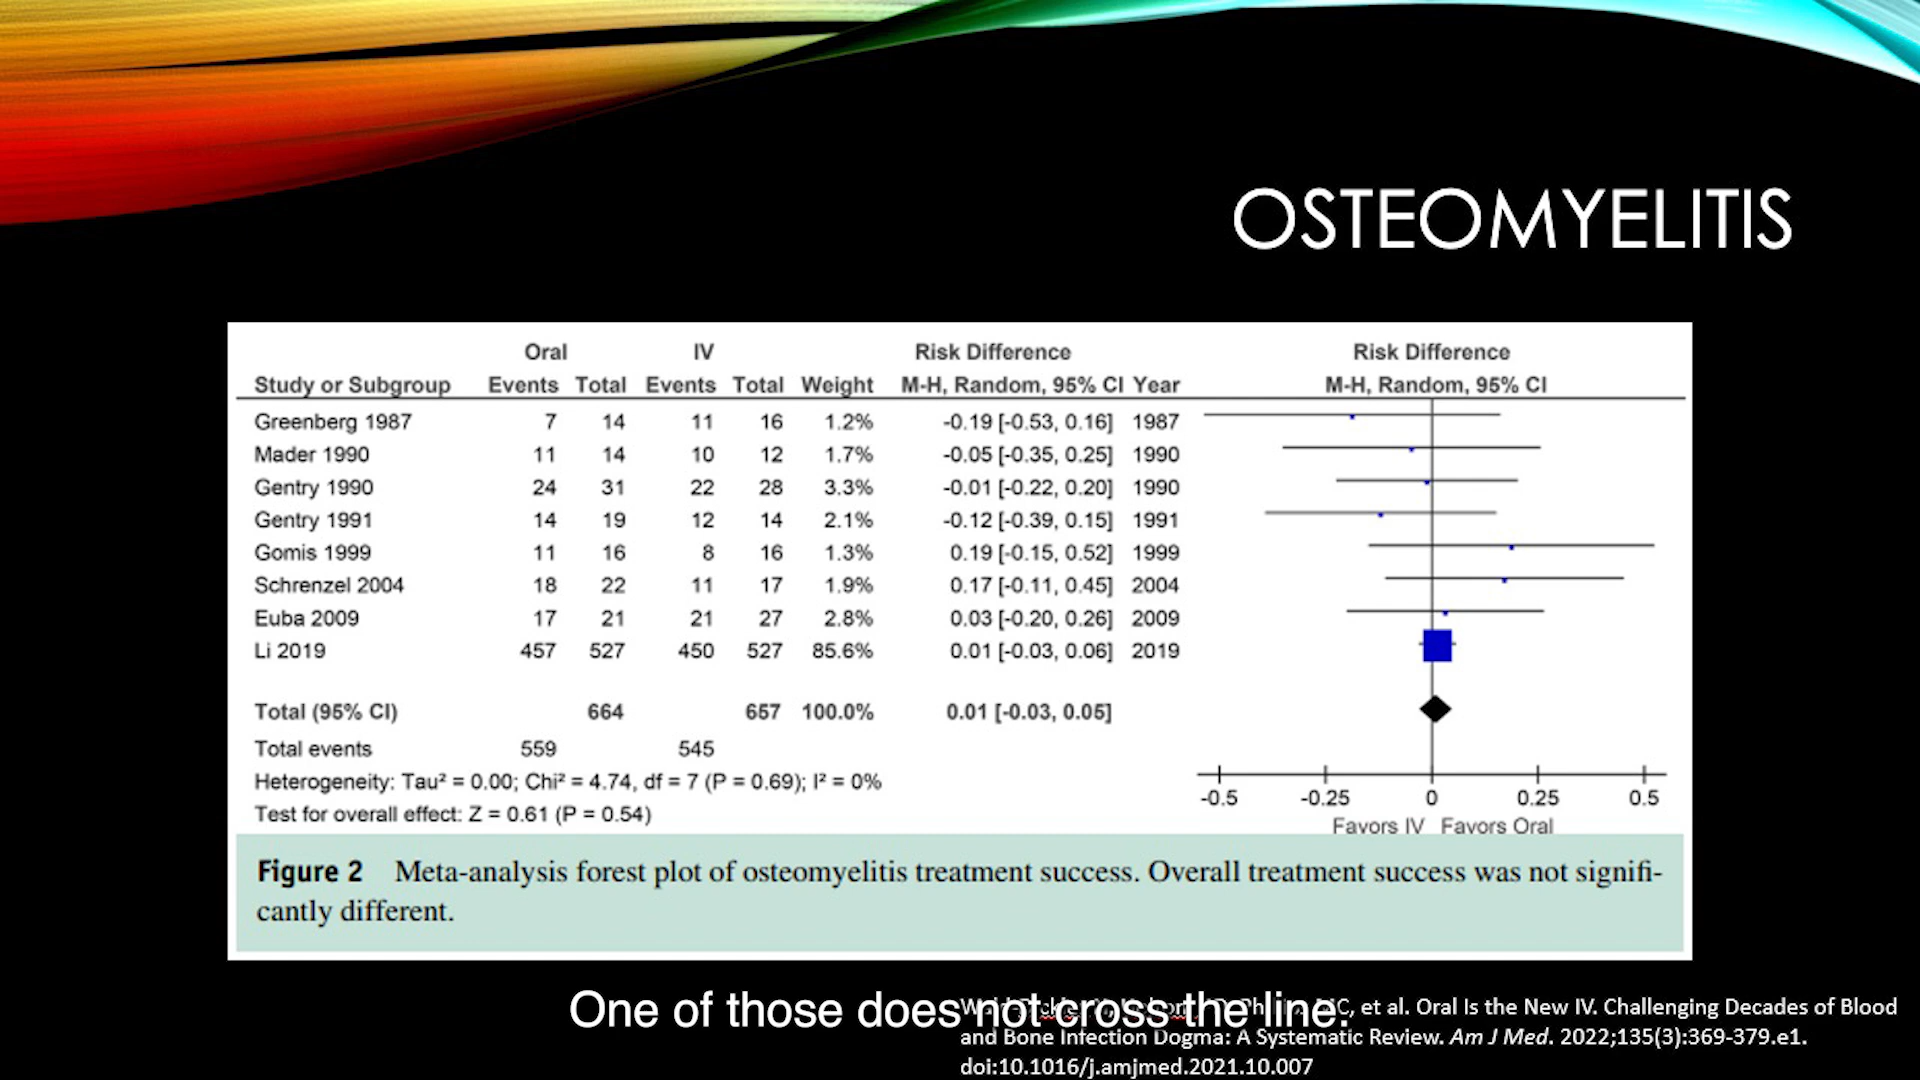 OSTEOMYELITIS
Oral IV Risk Difference Risk Difference
Study or Subgroup Events Total Events Total Weight M-H, Random, 95% CI Year M-H, Random, 95% CI
Greenberg 1987 7 14 11 16 1.2% -0.19 [-0.53, 0.16] 1987
Mader 1990 11 14 10 12 1.7% -0.05 [-0.35, 0.25] 1990
Gentry 1990 24 31 22 28 3.3% -0.01 [-0.22, 0.20] 1990
Gentry 1991 14 19 12 14 2.1% -0.12 [-0.39, 0.15] 1991
Gomis 1999 11 16 8 16 1.3% 0.19 [-0.15, 0.52] 1999
Schrenzel 2004 18 22 11 17 1.9% 0.17 [-0.11, 0.45] 2004
Euba 2009 17 21 21 27 2.8% 0.03 [-0.20, 0.26] 2009
Li 2019 457 527 450 527 85.6% 0.01 [-0.03, 0.06] 2019
Total (95% CI) 664 657 100.0% 0.01 [-0.03, 0.05]
Total events 559 545
Heterogeneity: Tau² = 0.00; Chi² = 4.74, df = 7 (P = 0.69); I² = 0%
Test for overall effect: Z = 0.61 (P = 0.54)
-0.5 -0.25 0 0.25 0.5
Favors IV Favors Oral
Figure 2 Meta-analysis forest plot of osteomyelitis treatment success. Overall treatment success was not signifi-
cantly different.
One of those does not cross the line.
et al. Oral Is the New IV. Challenging Decades of Blood
and Bone Infection Dogma: A Systematic Review. Am J Med. 2022;135(3):369-379.e1.
doi:10.1016/j.amjmed.2021.10.007